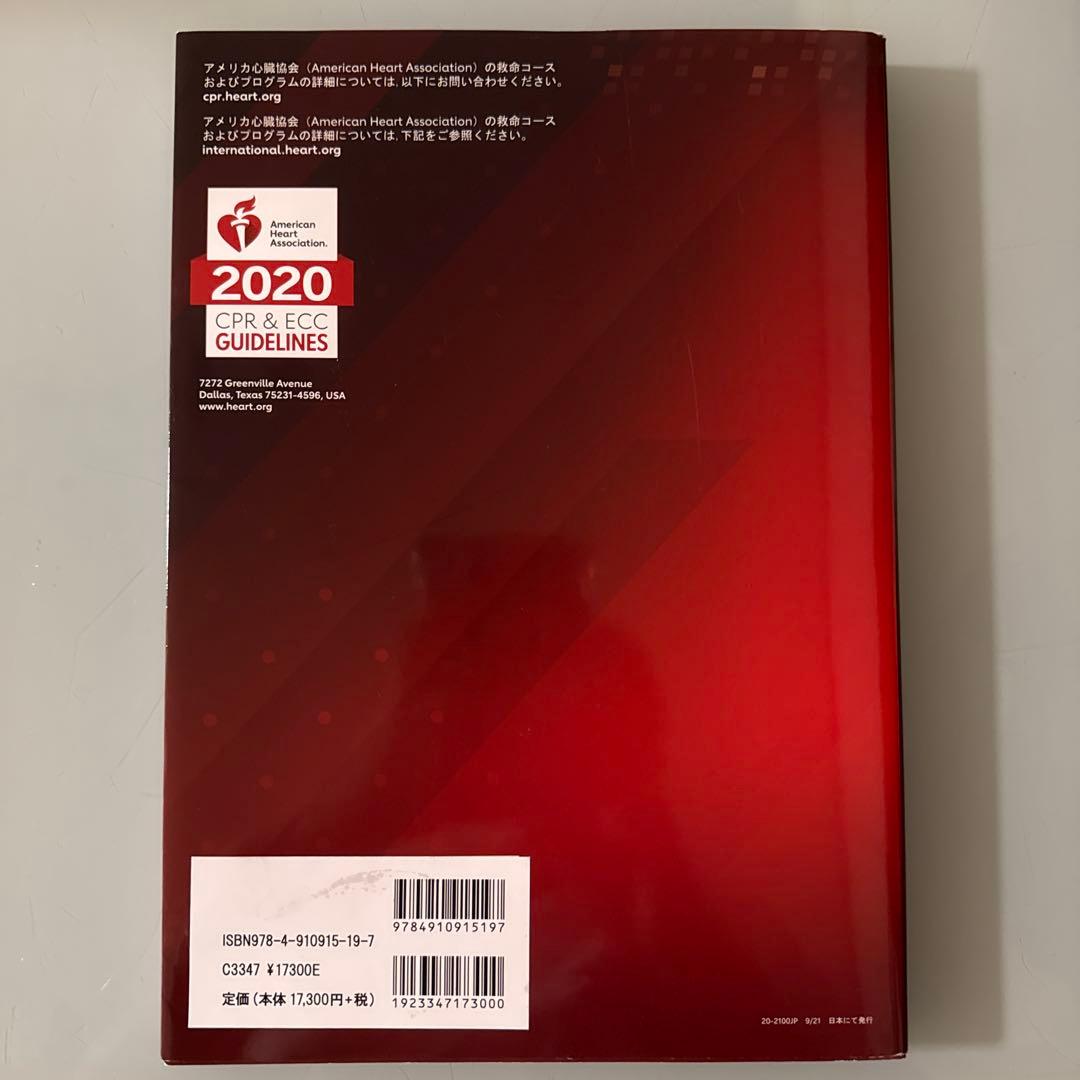 アメリカ心臓協会（American Heart Association）の救命コース
およびプログラムの詳細については，以下にお問い合わせください。
cpr.heart.org
アメリカ心臓協会（American Heart Association）の救命コース
およびプログラムの詳細については，下記をご参照ください。
international.heart.org
American
Heart
Association.
2020
CPR & ECC
GUIDELINES
7272 Greenville Avenue
Dallas, Texas 75231-4596, USA
www.heart.org
9784910915197
ISBN978-4-910915-19-7
C3347 ¥17300E
定価(本体17,300円+税)
1923347173000
20-2100JP 9/21 日本にて発行